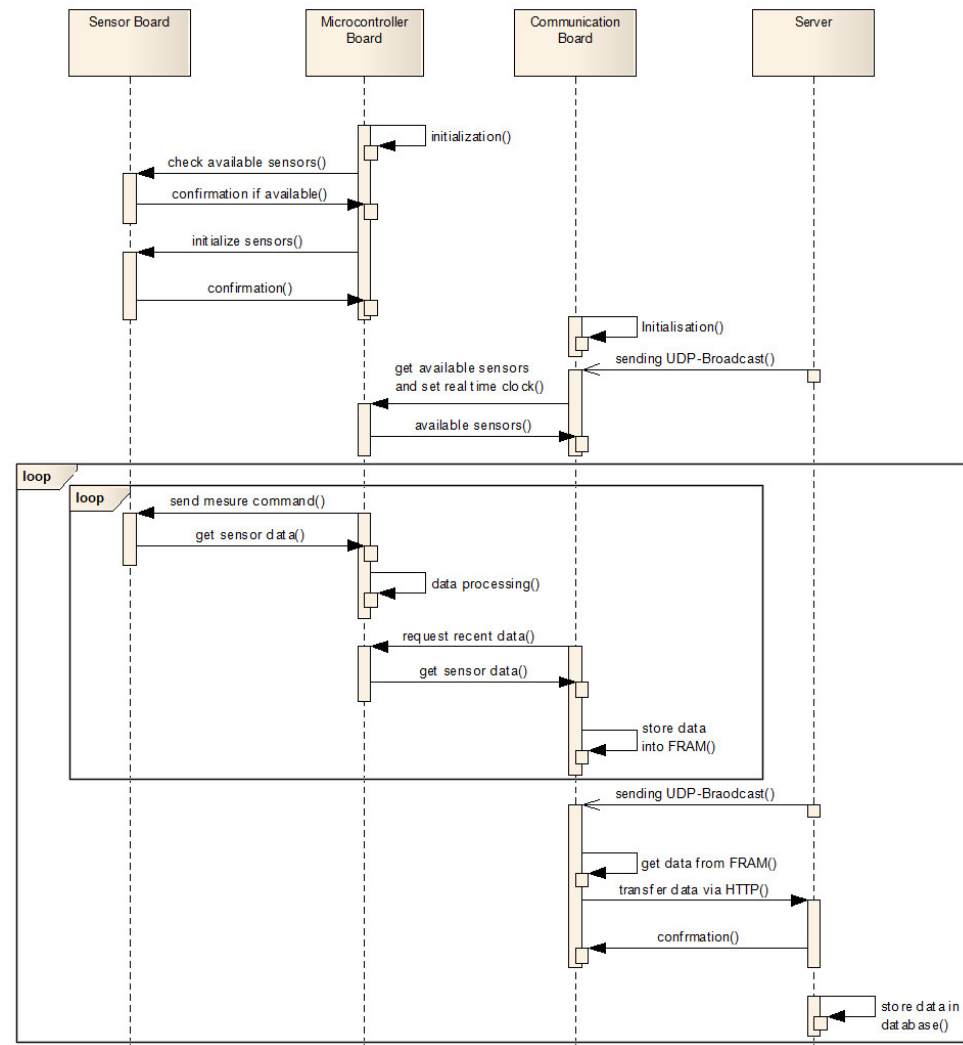 Sensor Board
Microcontroller
Board
Communication
Board
Server
initialization()
check available sensors()
confirmation if available()
initialize sensors()
confirmation()
Initialisation()
sending UDP-Broadcast()
get available sensors
and set real time clock()
available sensors()
loop
loop
send mesure command()
get sensor data()
data processing()
request recent data()
get sensor data()
store data
into FRAM()
sending UDP-Braodcast()
get data from FRAM()
transfer data via HTTP()
confrmation()
store data in
database()